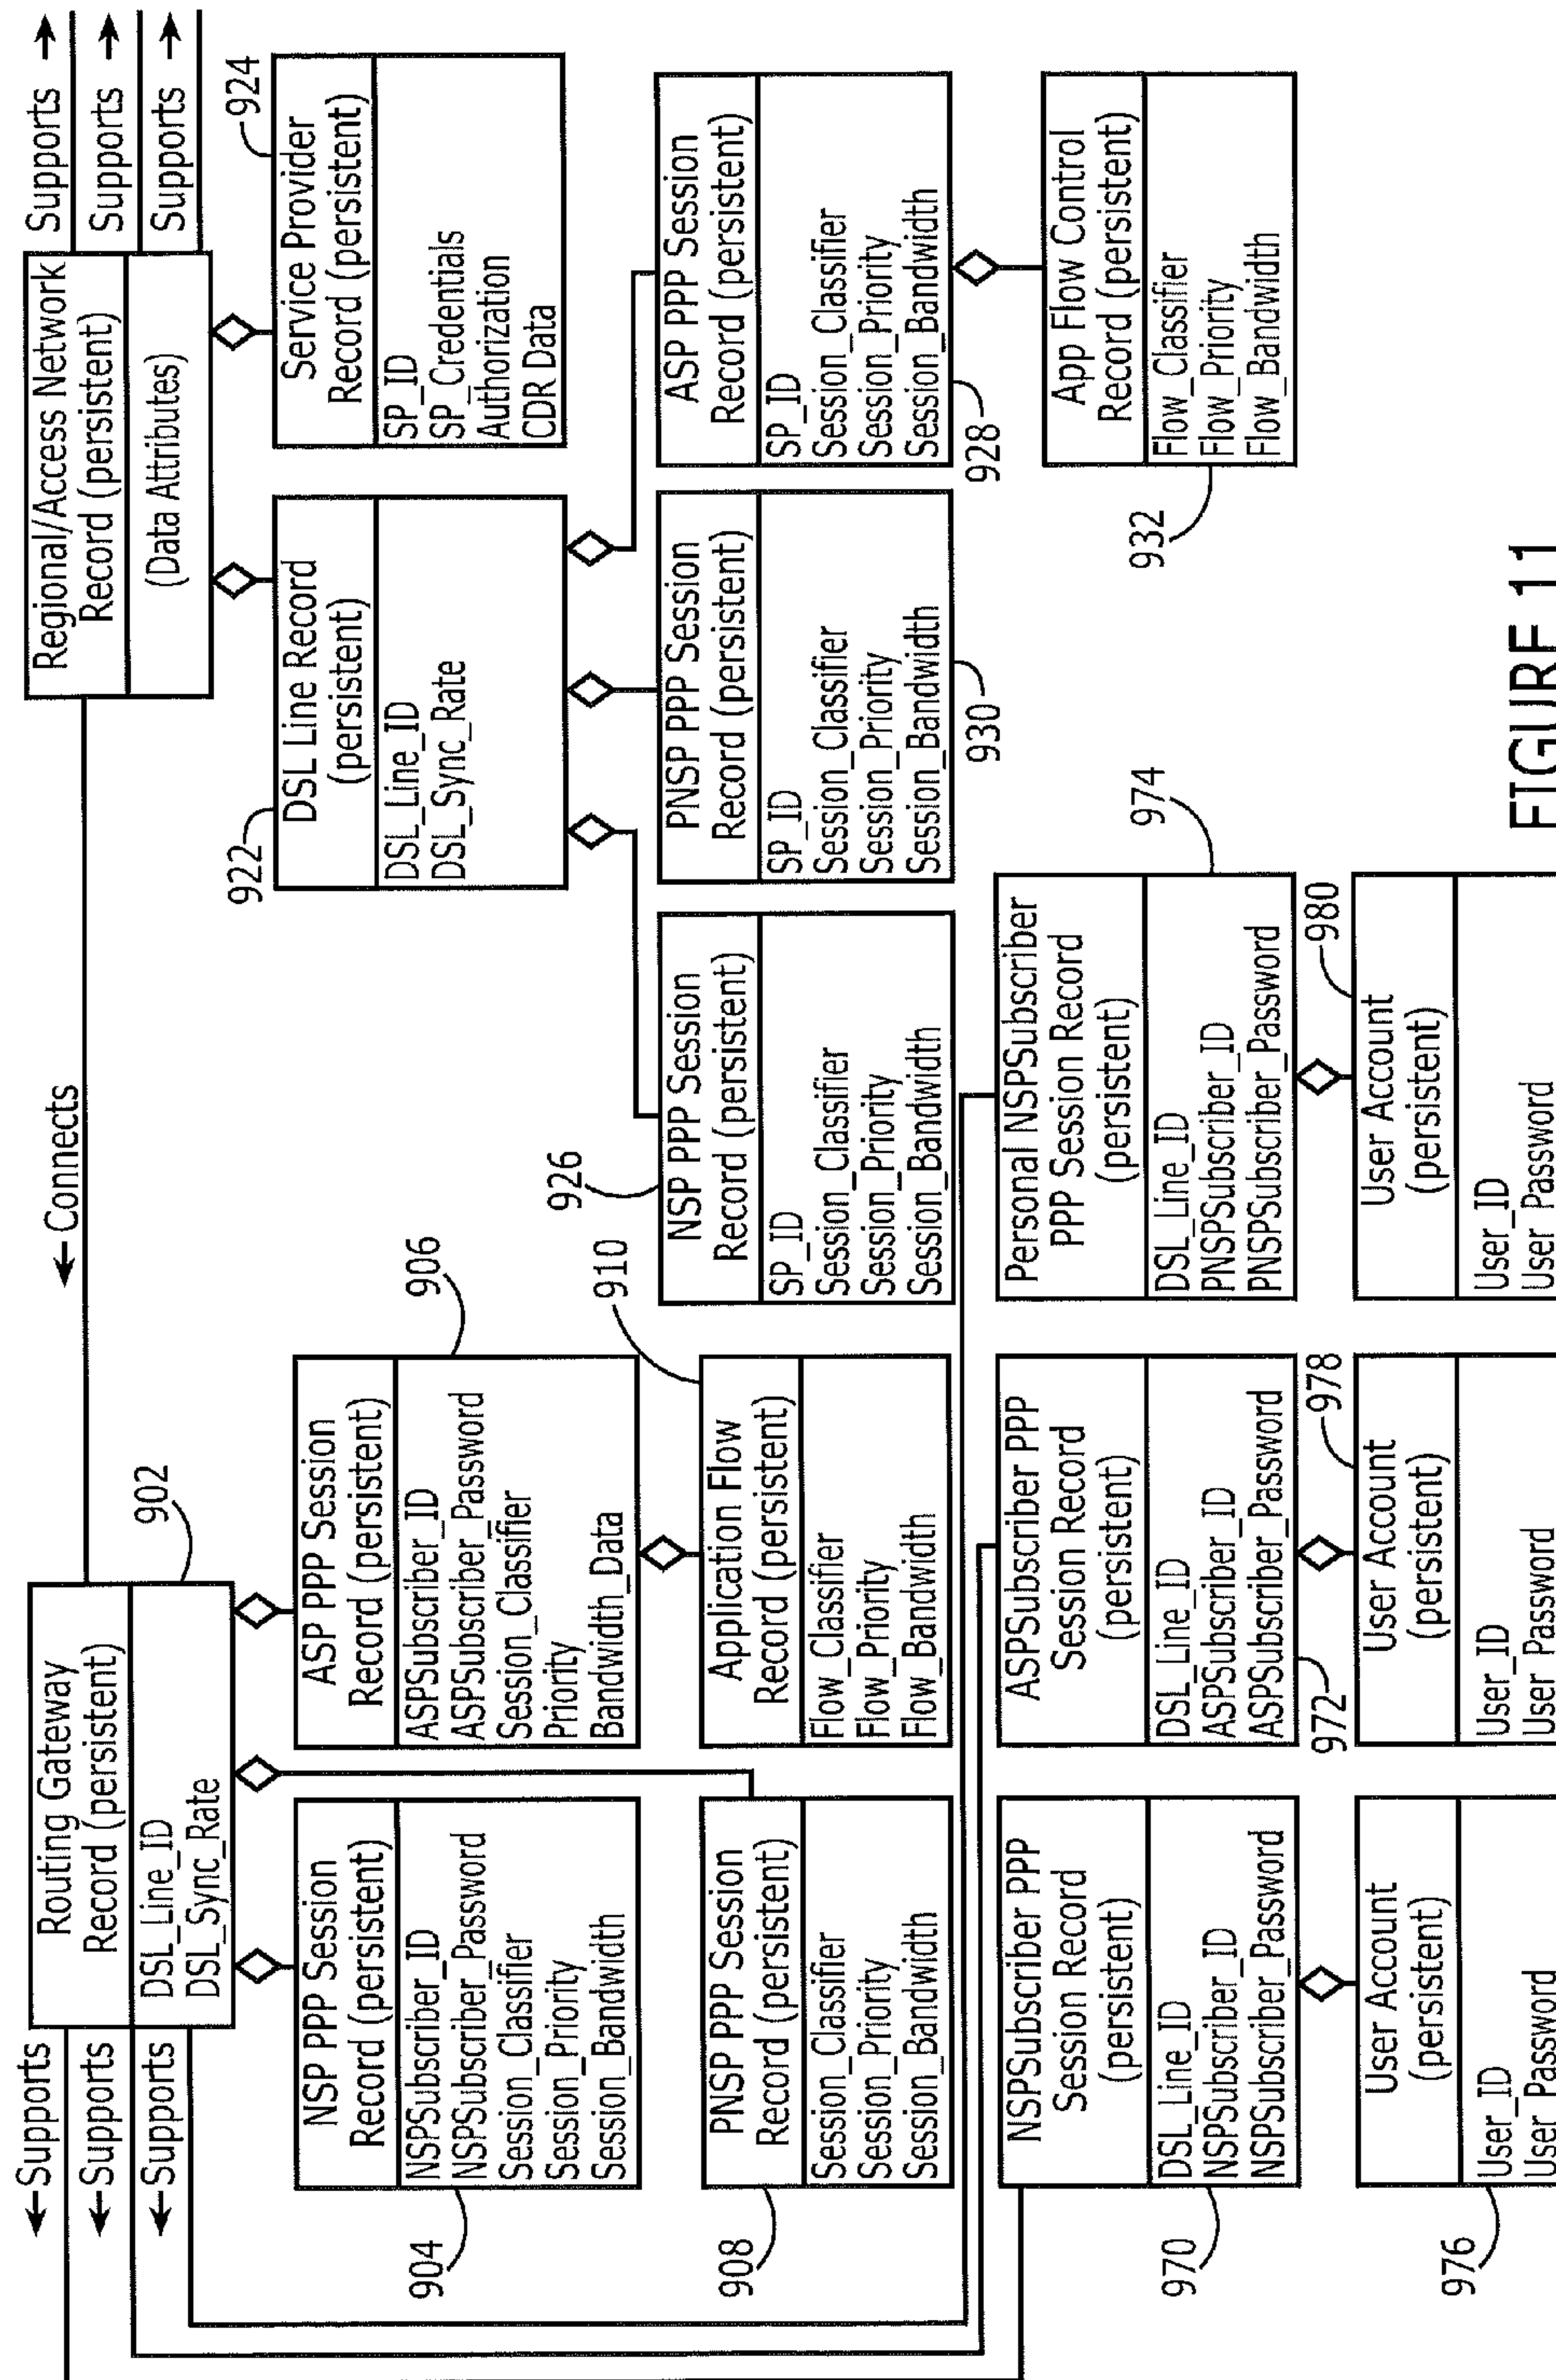 ←Supports
←Supports
←Supports
Routing Gateway
Record (persistent)
DSL_Line_ID
DSL_Sync_Rate
902
←Connects
Regional/Access Network
Record (persistent)
(Data Attributes)
Supports →
Supports →
Supports →
NSP PPP Session
Record (persistent)
NSPSubscriber_ID
NSPSubscriber_Password
Session_Classifier
Session_Priority
Session_Bandwidth
904
ASP PPP Session
Record (persistent)
ASPSubscriber_ID
ASPSubscriber_Password
Session_Classifier
Priority
Bandwidth_Data
906
922
DSL Line Record
(persistent)
DSL_Line_ID
DSL_Sync_Rate
Service Provider
Record (persistent)
SP_ID
SP_Credentials
Authorization
CDR Data
924
PNSP PPP Session
Record (persistent)
Session_Classifier
Session_Priority
Session_Bandwidth
908
Application Flow
Record (persistent)
Flow_Classifier
Flow_Priority
Flow_Bandwidth
910
926
NSP PPP Session
Record (persistent)
SP_ID
Session_Classifier
Session_Priority
Session_Bandwidth
PNSP PPP Session
Record (persistent)
SP_ID
Session_Classifier
Session_Priority
Session_Bandwidth
930
ASP PPP Session
Record (persistent)
SP_ID
Session_Classifier
Session_Priority
Session_Bandwidth
928
NSPSubscriber PPP
Session Record
(persistent)
DSL_Line_ID
NSPSubscriber_ID
NSPSubscriber_Password
970
ASPSubscriber PPP
Session Record
(persistent)
DSL_Line_ID
ASPSubscriber_ID
ASPSubscriber_Password
972
Personal NSPSubscriber
PPP Session Record
(persistent)
DSL_Line_ID
PNSPSubscriber_ID
PNSPSubscriber_Password
974
App Flow Control
Record (persistent)
Flow_Classifier
Flow_Priority
Flow_Bandwidth
932
User Account
(persistent)
User_ID
User_Password
976
User Account
(persistent)
User_ID
User_Password
978
User Account
(persistent)
User_ID
User_Password
980
FIGURE 11